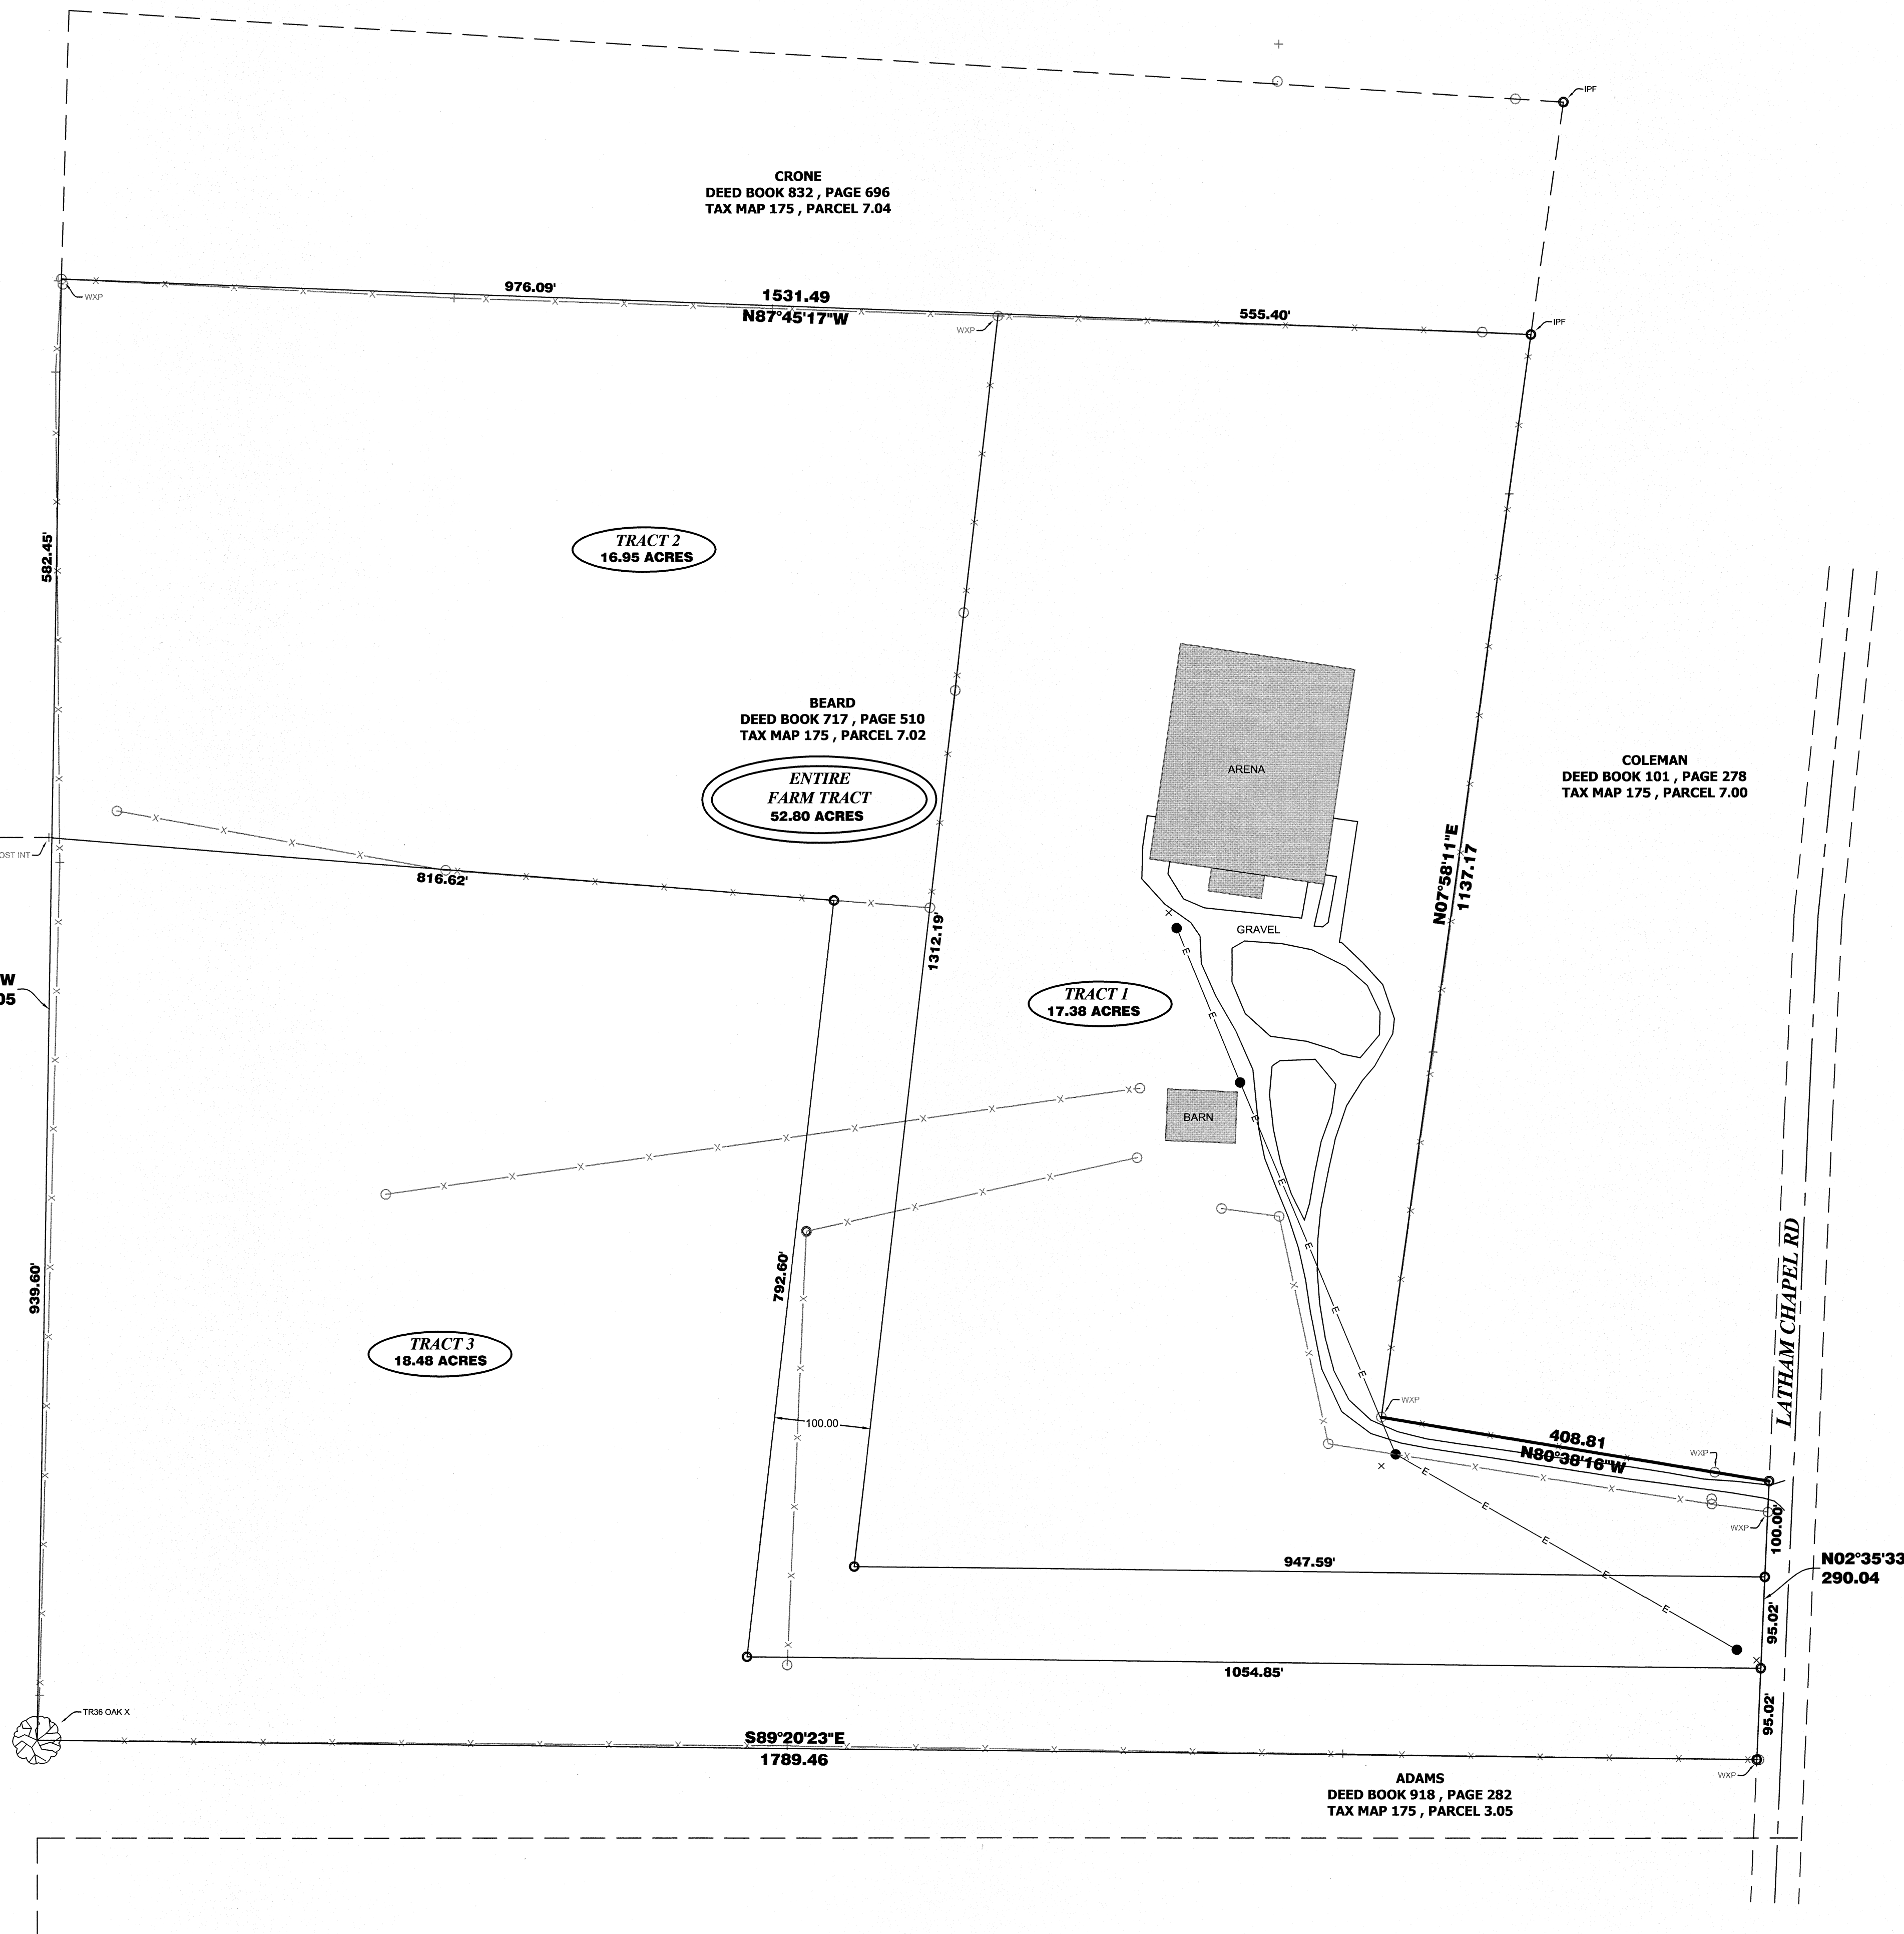 IPF
CRONE
DEED BOOK 832 , PAGE 696
TAX MAP 175 , PARCEL 7.04
WXP
976.09'
1531.49
N87°45'17"W
WXP
555.40'
IPF
582.45'
TRACT 2
16.95 ACRES
BEARD
DEED BOOK 717 , PAGE 510
TAX MAP 175 , PARCEL 7.02
ENTIRE
FARM TRACT
52.80 ACRES
ARENA
COLEMAN
DEED BOOK 101 , PAGE 278
TAX MAP 175 , PARCEL 7.00
N07°58'11"E
1137.17
OST INT
816.62'
1312.19'
GRAVEL
W
05
TRACT 1
17.38 ACRES
BARN
939.60'
792.60'
TRACT 3
18.48 ACRES
100.00
LATHAM CHAPEL RD
WXP
408.81
N80°38'16"W
WXP
WXP
100.00'
947.59'
N02°35'33
290.04
95.02'
1054.85'
95.02'
TR36 OAK X
S89°20'23"E
1789.46
WXP
ADAMS
DEED BOOK 918 , PAGE 282
TAX MAP 175 , PARCEL 3.05